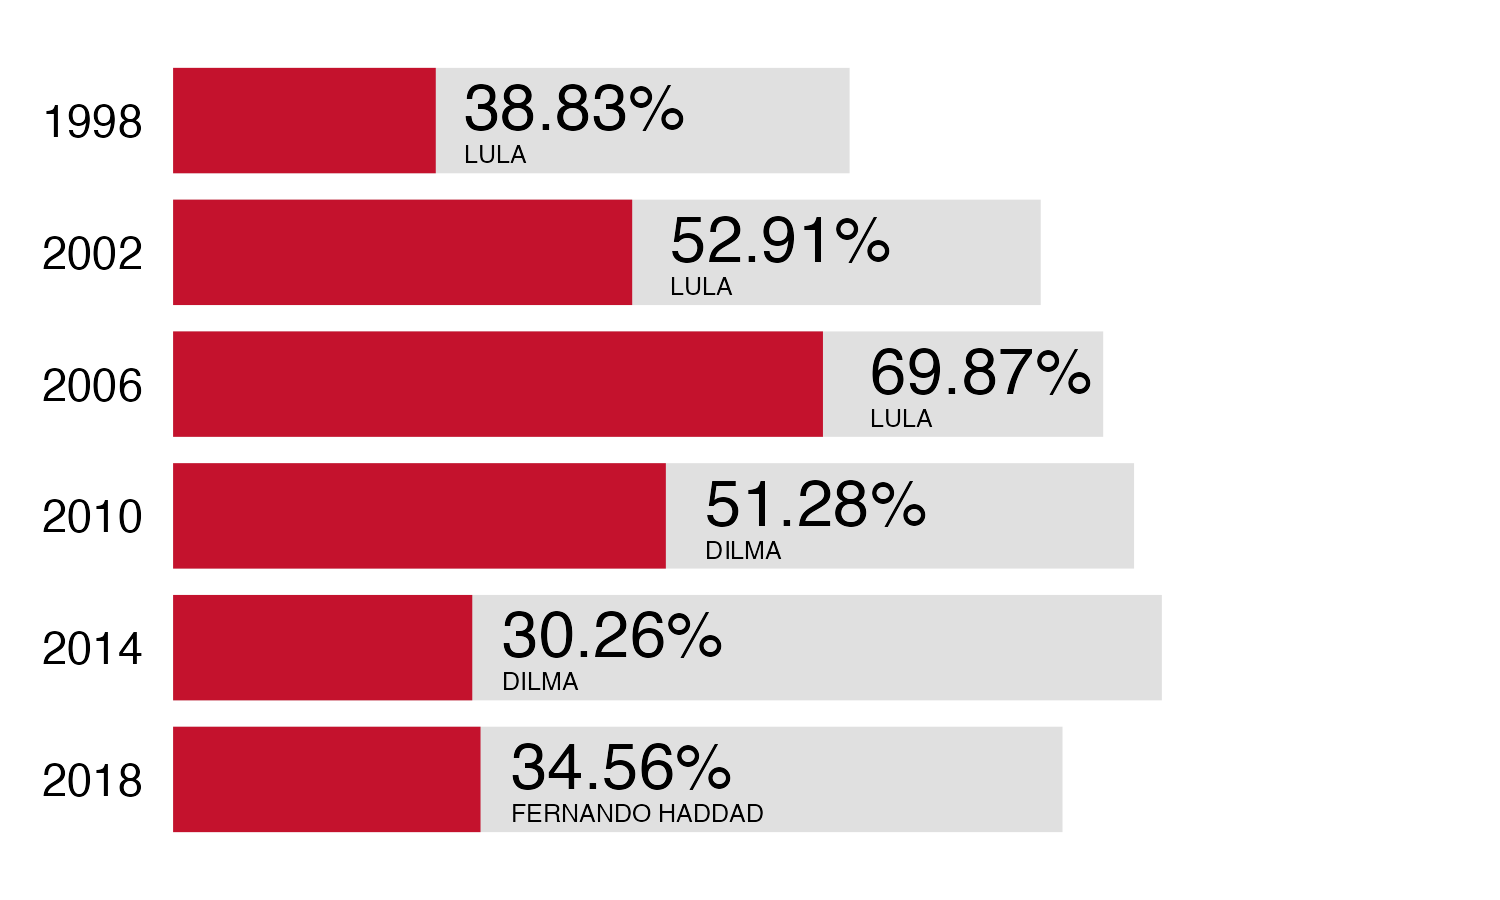 1998
38.83%
LULA
2002
52.91%
LULA
2006
69.87%
LULA
2010
51.28%
DILMA
2014
30.26%
DILMA
2018
34.56%
FERNANDO HADDAD